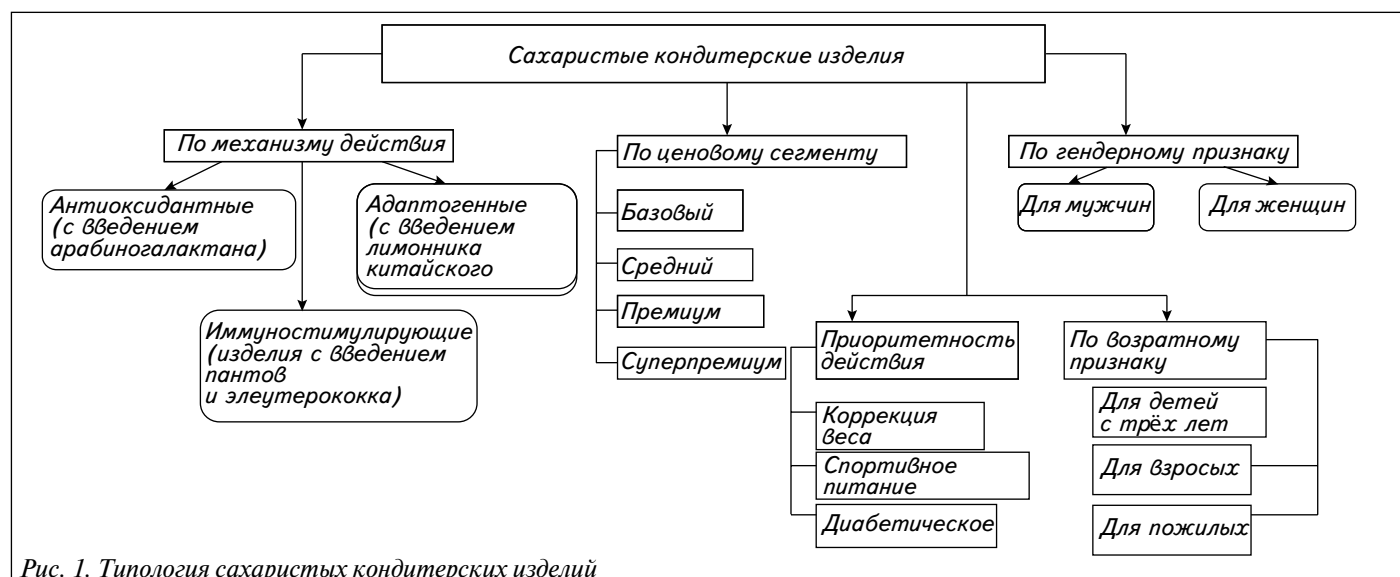 Сахаристые кондитерские изделия
По механизму действия
Антиоксидантные
(с введением
арабиногалактана)
Адаптогенные
(с введением
лимонника
китайского
Иммуностимулирующие
(изделия с введением
пантов
и элеутерококка)
По ценовому сегменту
Базовый
Средний
Премиум
Суперпремиум
По гендерному признаку
Для мужчин
Для женщин
Приоритетность
действия
Коррекция
веса
Спортивное
питание
Диабетическое
По возратному
признаку
Для детей
с трёх лет
Для взросых
Для пожилых
Рис. 1. Типология сахаристых кондитерских изделий